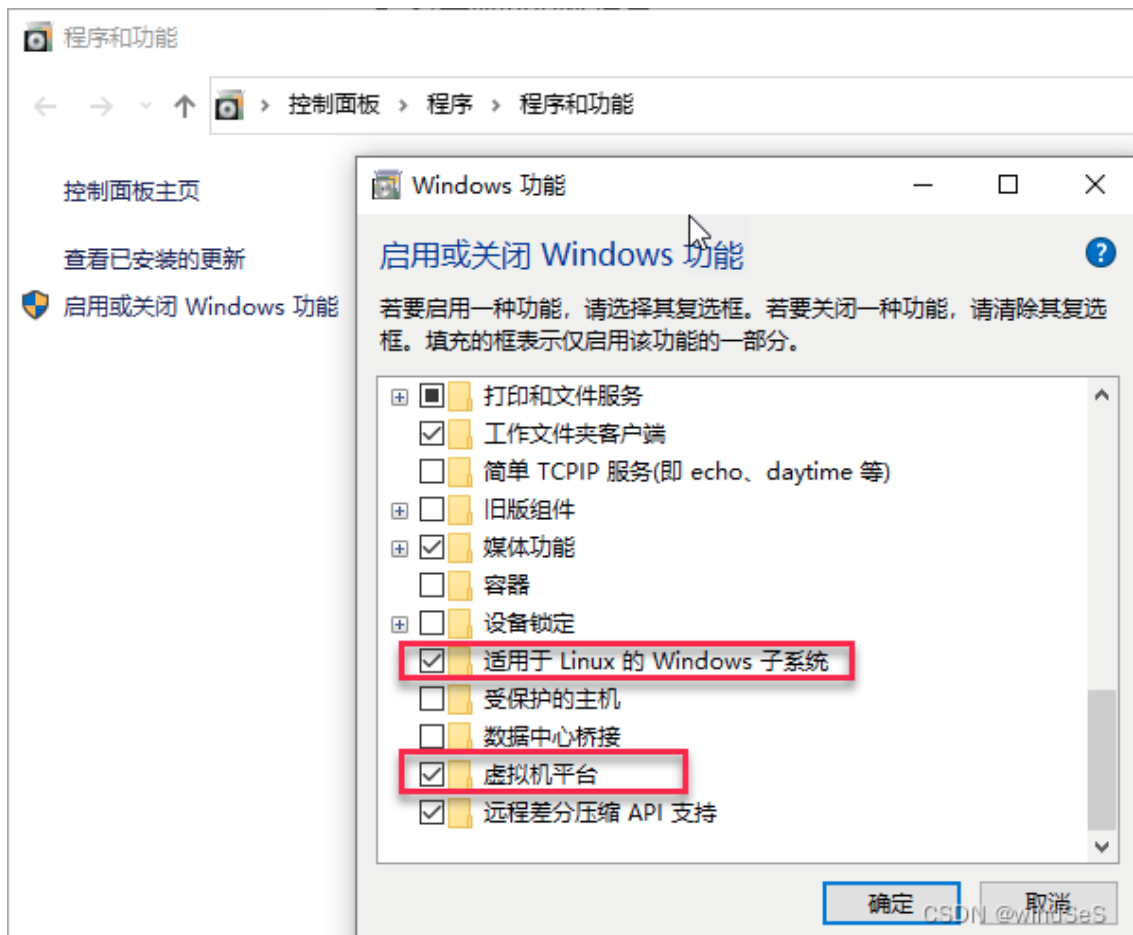 程序和功能
控制面板 › 程序 › 程序和功能
控制面板主页
查看已安装的更新
启用或关闭 Windows 功能
Windows 功能
启用或关闭 Windows 功能
若要启用一种功能，请选择其复选框。若要关闭一种功能，请清除其复选
框。填充的框表示仅启用该功能的一部分。
打印和文件服务
工作文件夹客户端
简单 TCPIP 服务(即 echo、daytime 等)
旧版组件
媒体功能
容器
设备锁定
适用于 Linux 的 Windows 子系统
受保护的主机
数据中心桥接
虚拟机平台
远程差分压缩 API 支持
确定
取消
CSDN @windSeS